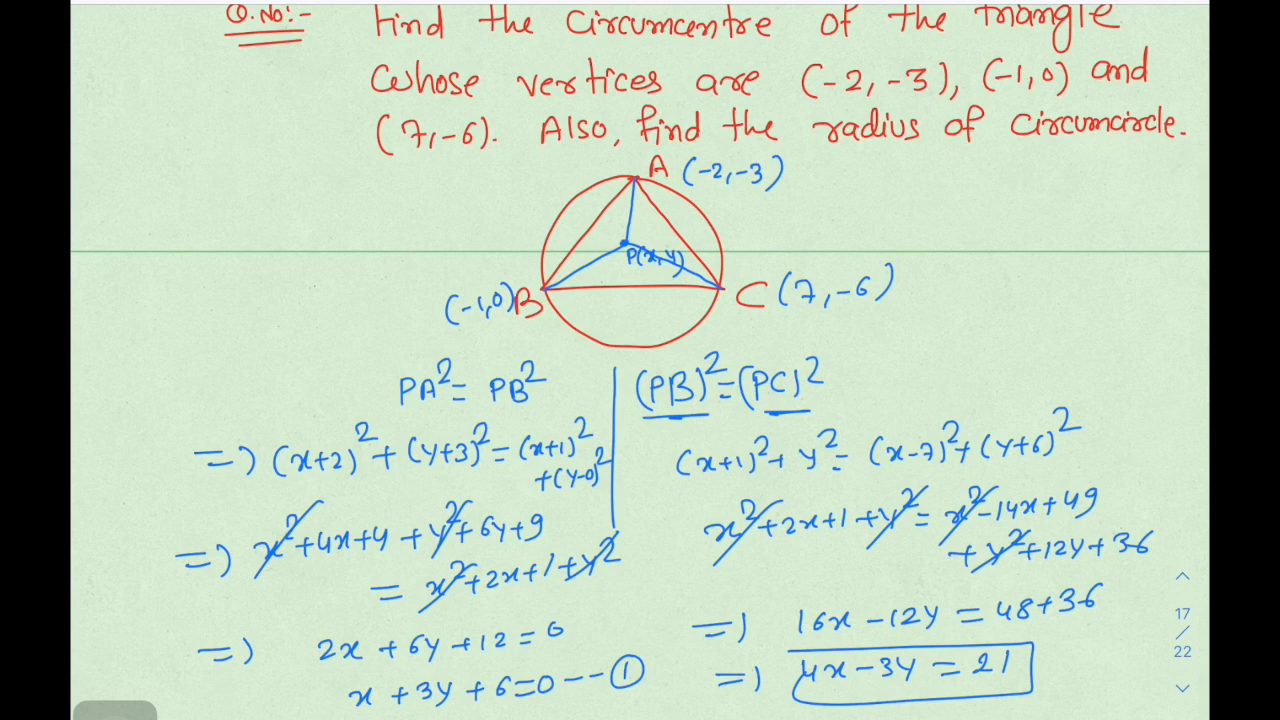 Q.No:- Find the circumcentre of the triangle
whose vertices are (-2,-3), (-1,0) and
(7,-6). Also, find the radius of circumcircle.
A (-2,-3)
P(x,y)
(-1,0) B
C (7,-6)
PA² = PB²
=) (x+2)² + (y+3)² = (x+1)²
+(y-0)²
=) x²+4x+4 + y²+6y+9
= x²+2x+1+y²
=) 2x + 6y +12 = 0
x + 3y + 6 = 0 --- ①
(PB)² = (PC)²
(x+1)²+ y² = (x-7)²+(y+6)²
x²+2x+1+y² = x²-14x+49
+ y²+12y+36
=) 16x -12y = 48+36
=) 4x-3y = 21
17
/
22